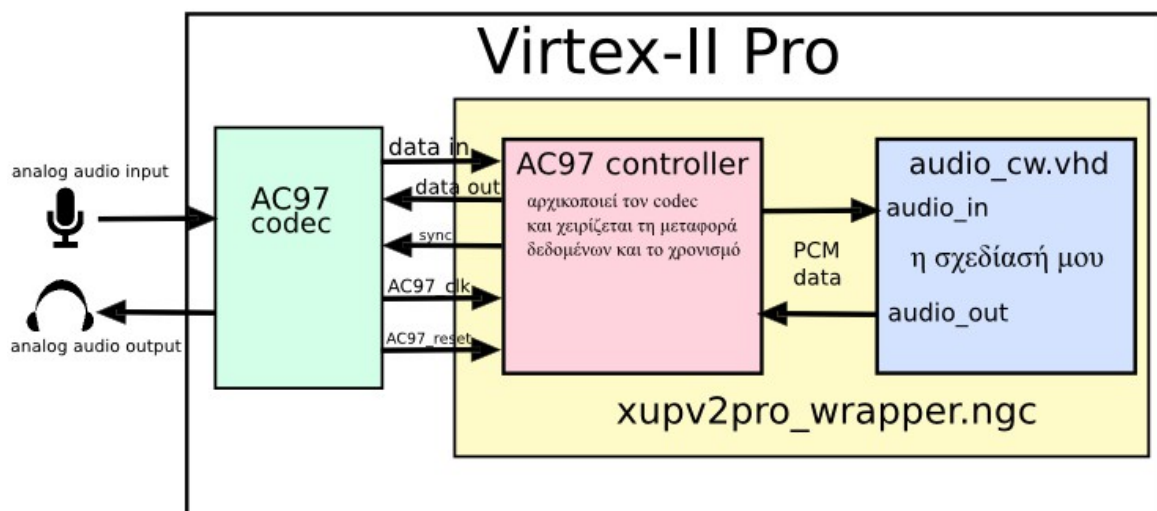 Virtex-II Pro
analog audio input
analog audio output
AC97
codec
data in
data out
sync
AC97_clk
AC97_reset
AC97 controller
αρχικοποιεί τον codec
και χειρίζεται τη μεταφορά
δεδομένων και το χρονισμό
PCM
data
audio_cw.vhd
audio_in
η σχεδίασή μου
audio_out
xupv2pro_wrapper.ngc